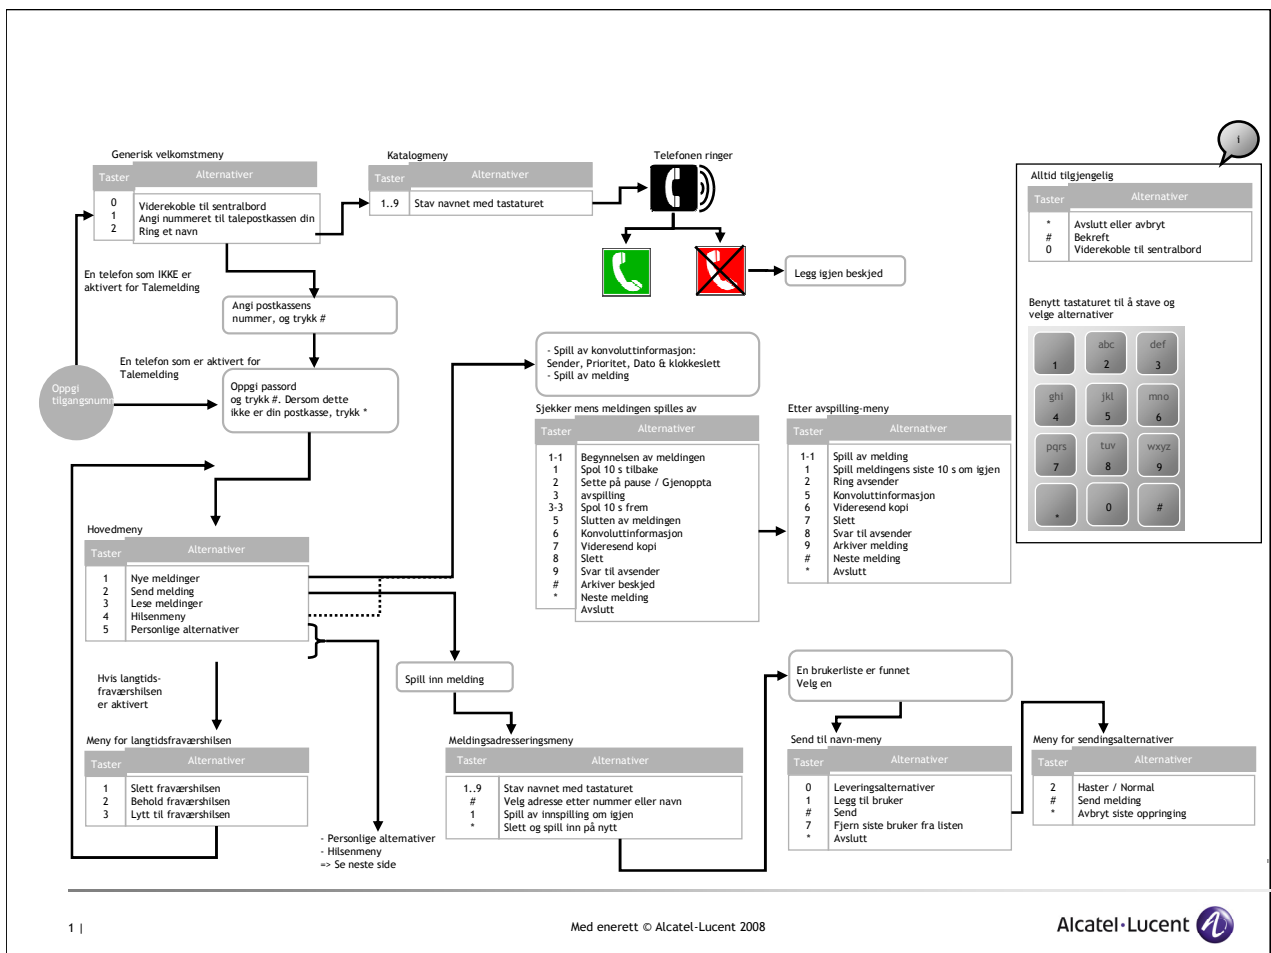 Generisk velkomstmeny
Taster Alternativer
0 Viderekoble til sentralbord
1 Angi nummeret til talepostkassen din
2 Ring et navn
Katalogmeny
Taster Alternativer
1..9 Stav navnet med tastaturet
Telefonen ringer
Legg igjen beskjed
i
Alltid tilgjengelig
Taster Alternativer
* Avslutt eller avbryt
# Bekreft
0 Viderekoble til sentralbord
Benytt tastaturet til å stave og
velge alternativer
1
abc
2
def
3
ghi
4
jkl
5
mno
6
pqrs
7
tuv
8
wxyz
9
*
0
#
En telefon som IKKE er
aktivert for Talemelding
Angi postkassens
nummer, og trykk #
En telefon som er aktivert for
Talemelding
Oppgi
tilgangsnumm
Oppgi passord
og trykk #. Dersom dette
ikke er din postkasse, trykk *
- Spill av konvoluttinformasjon:
Sender, Prioritet, Dato & klokkeslett
- Spill av melding
Sjekker mens meldingen spilles av
Taster Alternativer
1-1 Begynnelsen av meldingen
1 Spol 10 s tilbake
2 Sette på pause / Gjenoppta
3 avspilling
3-3 Spol 10 s frem
5 Slutten av meldingen
6 Konvoluttinformasjon
7 Videresend kopi
8 Slett
9 Svar til avsender
# Arkiver beskjed
* Neste melding
Avslutt
Etter avspilling-meny
Taster Alternativer
1-1 Spill av melding
1 Spill meldingens siste 10 s om igjen
2 Ring avsender
5 Konvoluttinformasjon
6 Videresend kopi
7 Slett
8 Svar til avsender
9 Arkiver melding
# Neste melding
* Avslutt
Hovedmeny
Taster Alternativer
1 Nye meldinger
2 Send melding
3 Lese meldinger
4 Hilsenmeny
5 Personlige alternativer
Hvis langtids-
fraværshilsen
er aktivert
Spill inn melding
En brukerliste er funnet
Velg en
Meny for langtidsfraværshilsen
Taster Alternativer
1 Slett fraværshilsen
2 Behold fraværshilsen
3 Lytt til fraværshilsen
- Personlige alternativer
- Hilsenmeny
=> Se neste side
Meldingsadresseringsmeny
Taster Alternativer
1..9 Stav navnet med tastaturet
# Velg adresse etter nummer eller navn
1 Spill av innspilling om igjen
* Slett og spill inn på nytt
Send til navn-meny
Taster Alternativer
0 Leveringsalternativer
1 Legg til bruker
# Send
7 Fjern siste bruker fra listen
* Avslutt
Meny for sendingsalternativer
Taster Alternativer
2 Haster / Normal
# Send melding
* Avbryt siste oppringing
1 |
Med enerett © Alcatel-Lucent 2008
Alcatel·Lucent